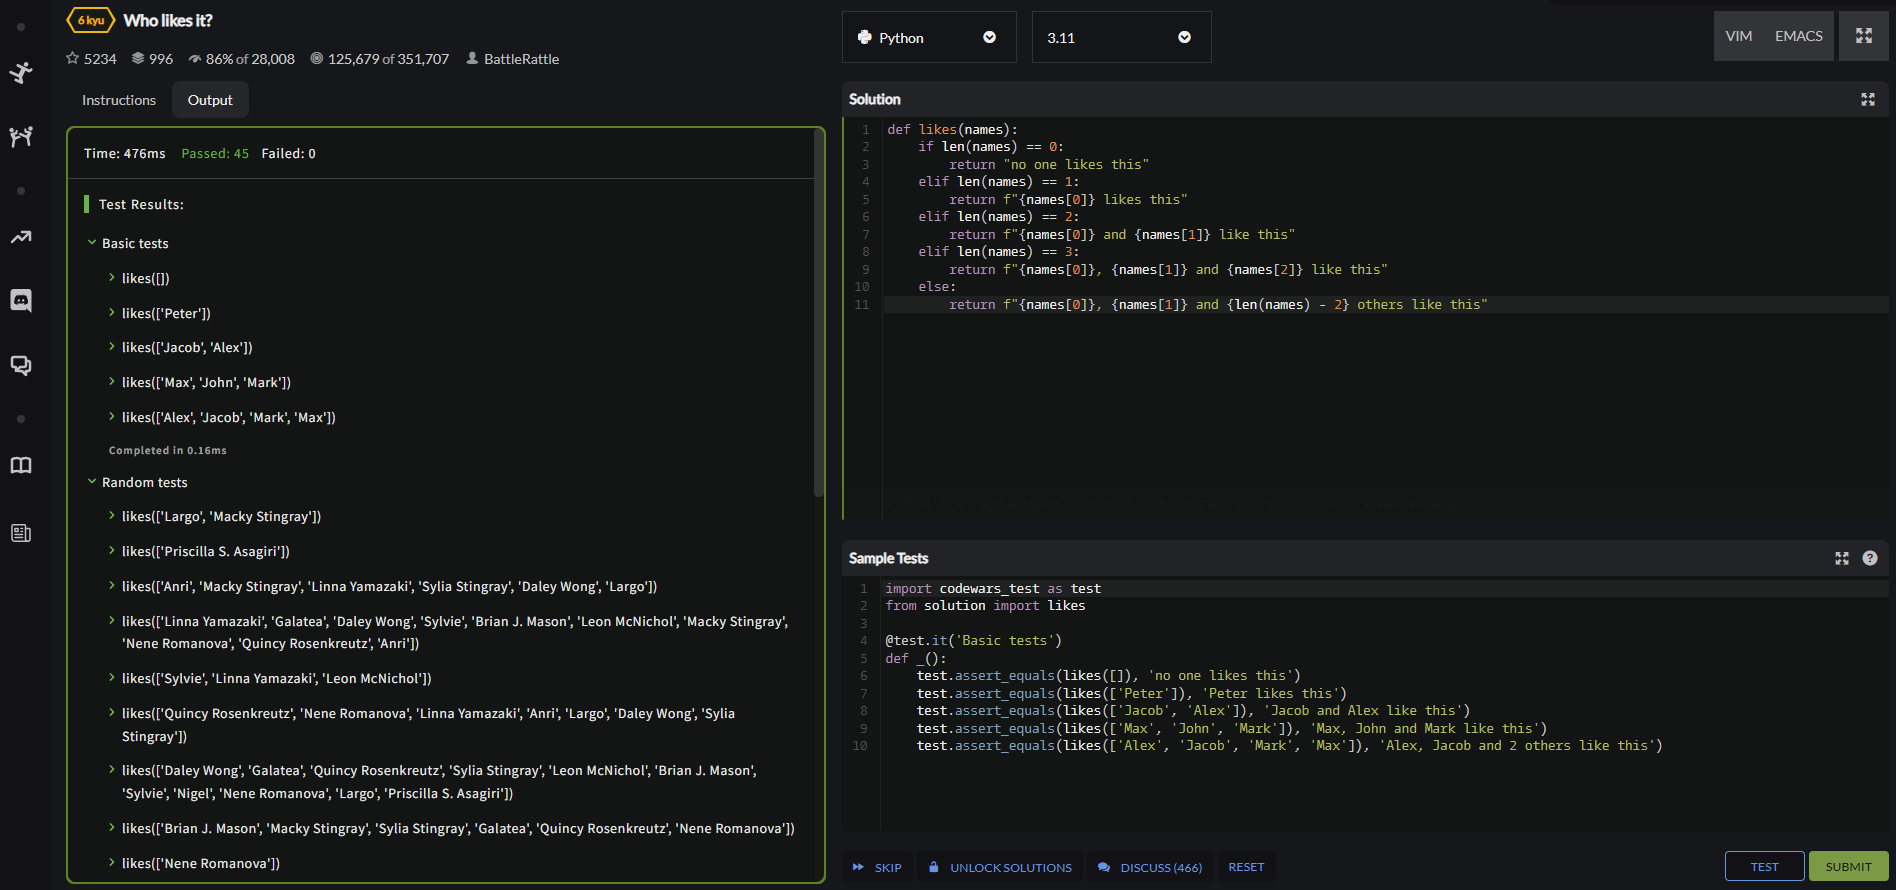 6 kyu Who likes it?
5234 996 86% of 28,008 125,679 of 351,707 BattleRattle
Instructions Output
Time: 476ms Passed: 45 Failed: 0
Test Results:
Basic tests
likes([])
likes(['Peter'])
likes(['Jacob', 'Alex'])
likes(['Max', 'John', 'Mark'])
likes(['Alex', 'Jacob', 'Mark', 'Max'])
Completed in 0.16ms
Random tests
likes(['Largo', 'Macky Stingray'])
likes(['Priscilla S. Asagiri'])
likes(['Anri', 'Macky Stingray', 'Linna Yamazaki', 'Sylia Stingray', 'Daley Wong', 'Largo'])
likes(['Linna Yamazaki', 'Galatea', 'Daley Wong', 'Sylvie', 'Brian J. Mason', 'Leon McNichol', 'Macky Stingray',
'Nene Romanova', 'Quincy Rosenkreutz', 'Anri'])
likes(['Sylvie', 'Linna Yamazaki', 'Leon McNichol'])
likes(['Quincy Rosenkreutz', 'Nene Romanova', 'Linna Yamazaki', 'Anri', 'Largo', 'Daley Wong', 'Sylia
Stingray'])
likes(['Daley Wong', 'Galatea', 'Quincy Rosenkreutz', 'Sylia Stingray', 'Leon McNichol', 'Brian J. Mason',
'Sylvie', 'Nigel', 'Nene Romanova', 'Largo', 'Priscilla S. Asagiri'])
likes(['Brian J. Mason', 'Macky Stingray', 'Sylia Stingray', 'Galatea', 'Quincy Rosenkreutz', 'Nene Romanova'])
likes(['Nene Romanova'])
Python 3.11 VIM EMACS
Solution
1 def likes(names):
2     if len(names) == 0:
3         return "no one likes this"
4     elif len(names) == 1:
5         return f"{names[0]} likes this"
6     elif len(names) == 2:
7         return f"{names[0]} and {names[1]} like this"
8     elif len(names) == 3:
9         return f"{names[0]}, {names[1]} and {names[2]} like this"
10     else:
11         return f"{names[0]}, {names[1]} and {len(names) - 2} others like this"
Sample Tests
1 import codewars_test as test
2 from solution import likes
3
4 @test.it('Basic tests')
5 def _():
6     test.assert_equals(likes([]), 'no one likes this')
7     test.assert_equals(likes(['Peter']), 'Peter likes this')
8     test.assert_equals(likes(['Jacob', 'Alex']), 'Jacob and Alex like this')
9     test.assert_equals(likes(['Max', 'John', 'Mark']), 'Max, John and Mark like this')
10     test.assert_equals(likes(['Alex', 'Jacob', 'Mark', 'Max']), 'Alex, Jacob and 2 others like this')
SKIP UNLOCK SOLUTIONS DISCUSS (466) RESET TEST SUBMIT